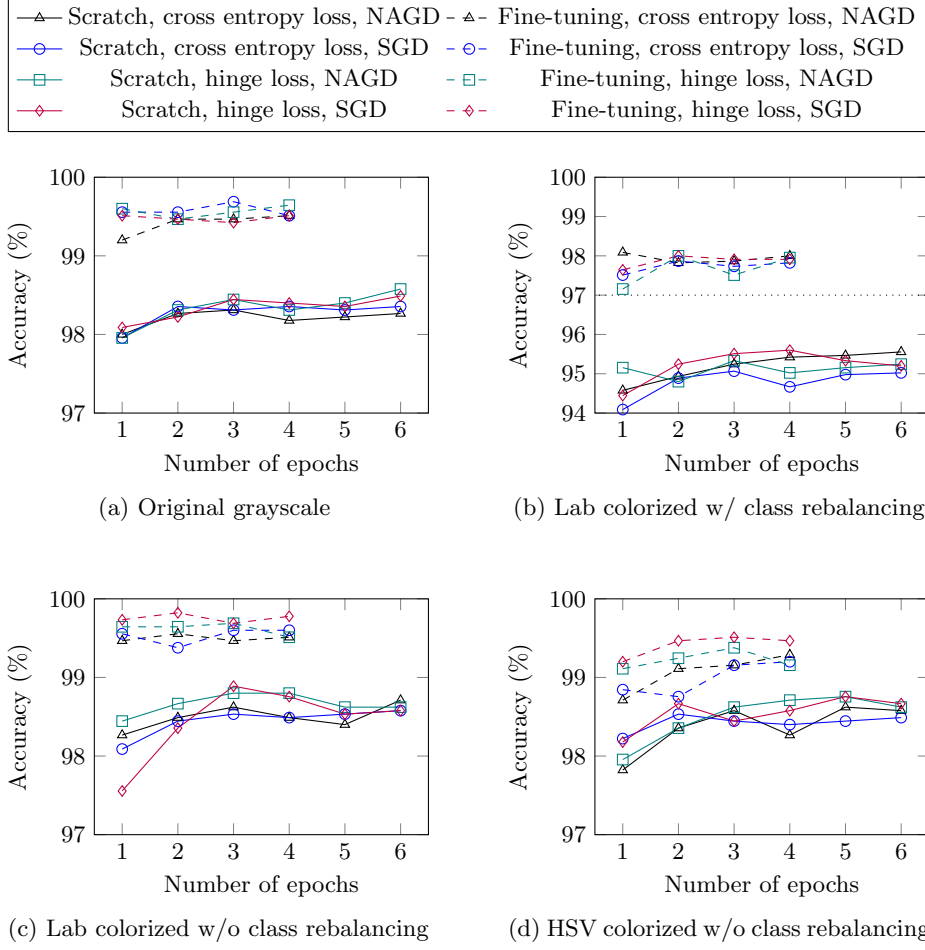 Scratch, cross entropy loss, NAGD
Fine-tuning, cross entropy loss, NAGD
Scratch, cross entropy loss, SGD
Fine-tuning, cross entropy loss, SGD
Scratch, hinge loss, NAGD
Fine-tuning, hinge loss, NAGD
Scratch, hinge loss, SGD
Fine-tuning, hinge loss, SGD
100
99
98
97
Accuracy (%)
1 2 3 4 5 6
Number of epochs
(a) Original grayscale
100
99
98
97
96
95
94
Accuracy (%)
1 2 3 4 5 6
Number of epochs
(b) Lab colorized w/ class rebalancing
100
99
98
97
Accuracy (%)
1 2 3 4 5 6
Number of epochs
(c) Lab colorized w/o class rebalancing
100
99
98
97
Accuracy (%)
1 2 3 4 5 6
Number of epochs
(d) HSV colorized w/o class rebalancing